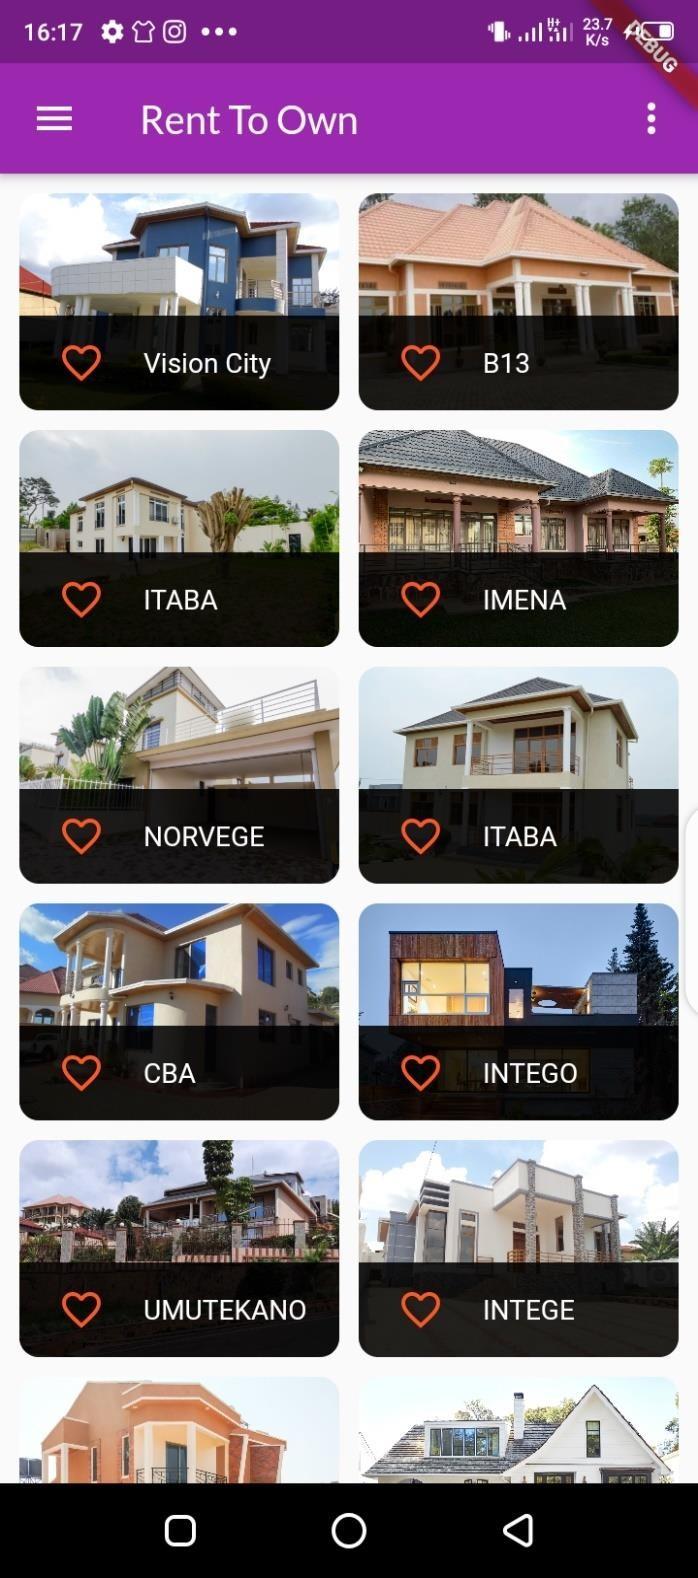 16:17
H+
23.7
K/s
DEBUG
Rent To Own
Vision City
B13
ITABA
IMENA
NORVEGE
ITABA
CBA
INTEGO
UMUTEKANO
INTEGE